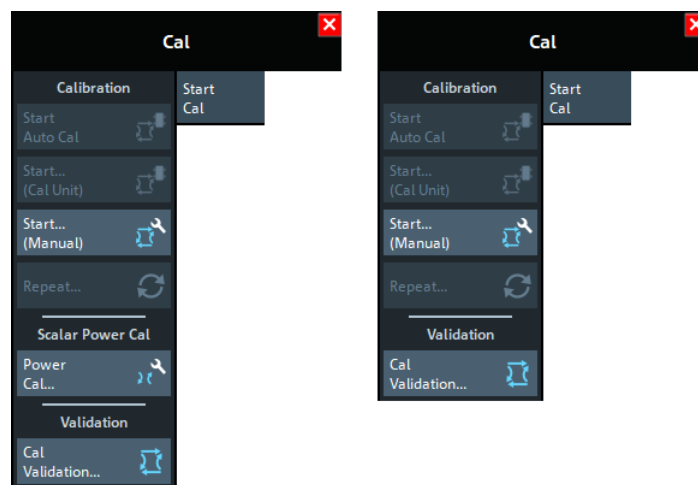 Cal
Calibration
Start
Cal
Start
Auto Cal
Start...
(Cal Unit)
Start...
(Manual)
Repeat...
Scalar Power Cal
Power
Cal...
Validation
Cal
Validation...
Cal
Calibration
Start
Cal
Start
Auto Cal
Start...
(Cal Unit)
Start...
(Manual)
Repeat...
Validation
Cal
Validation...